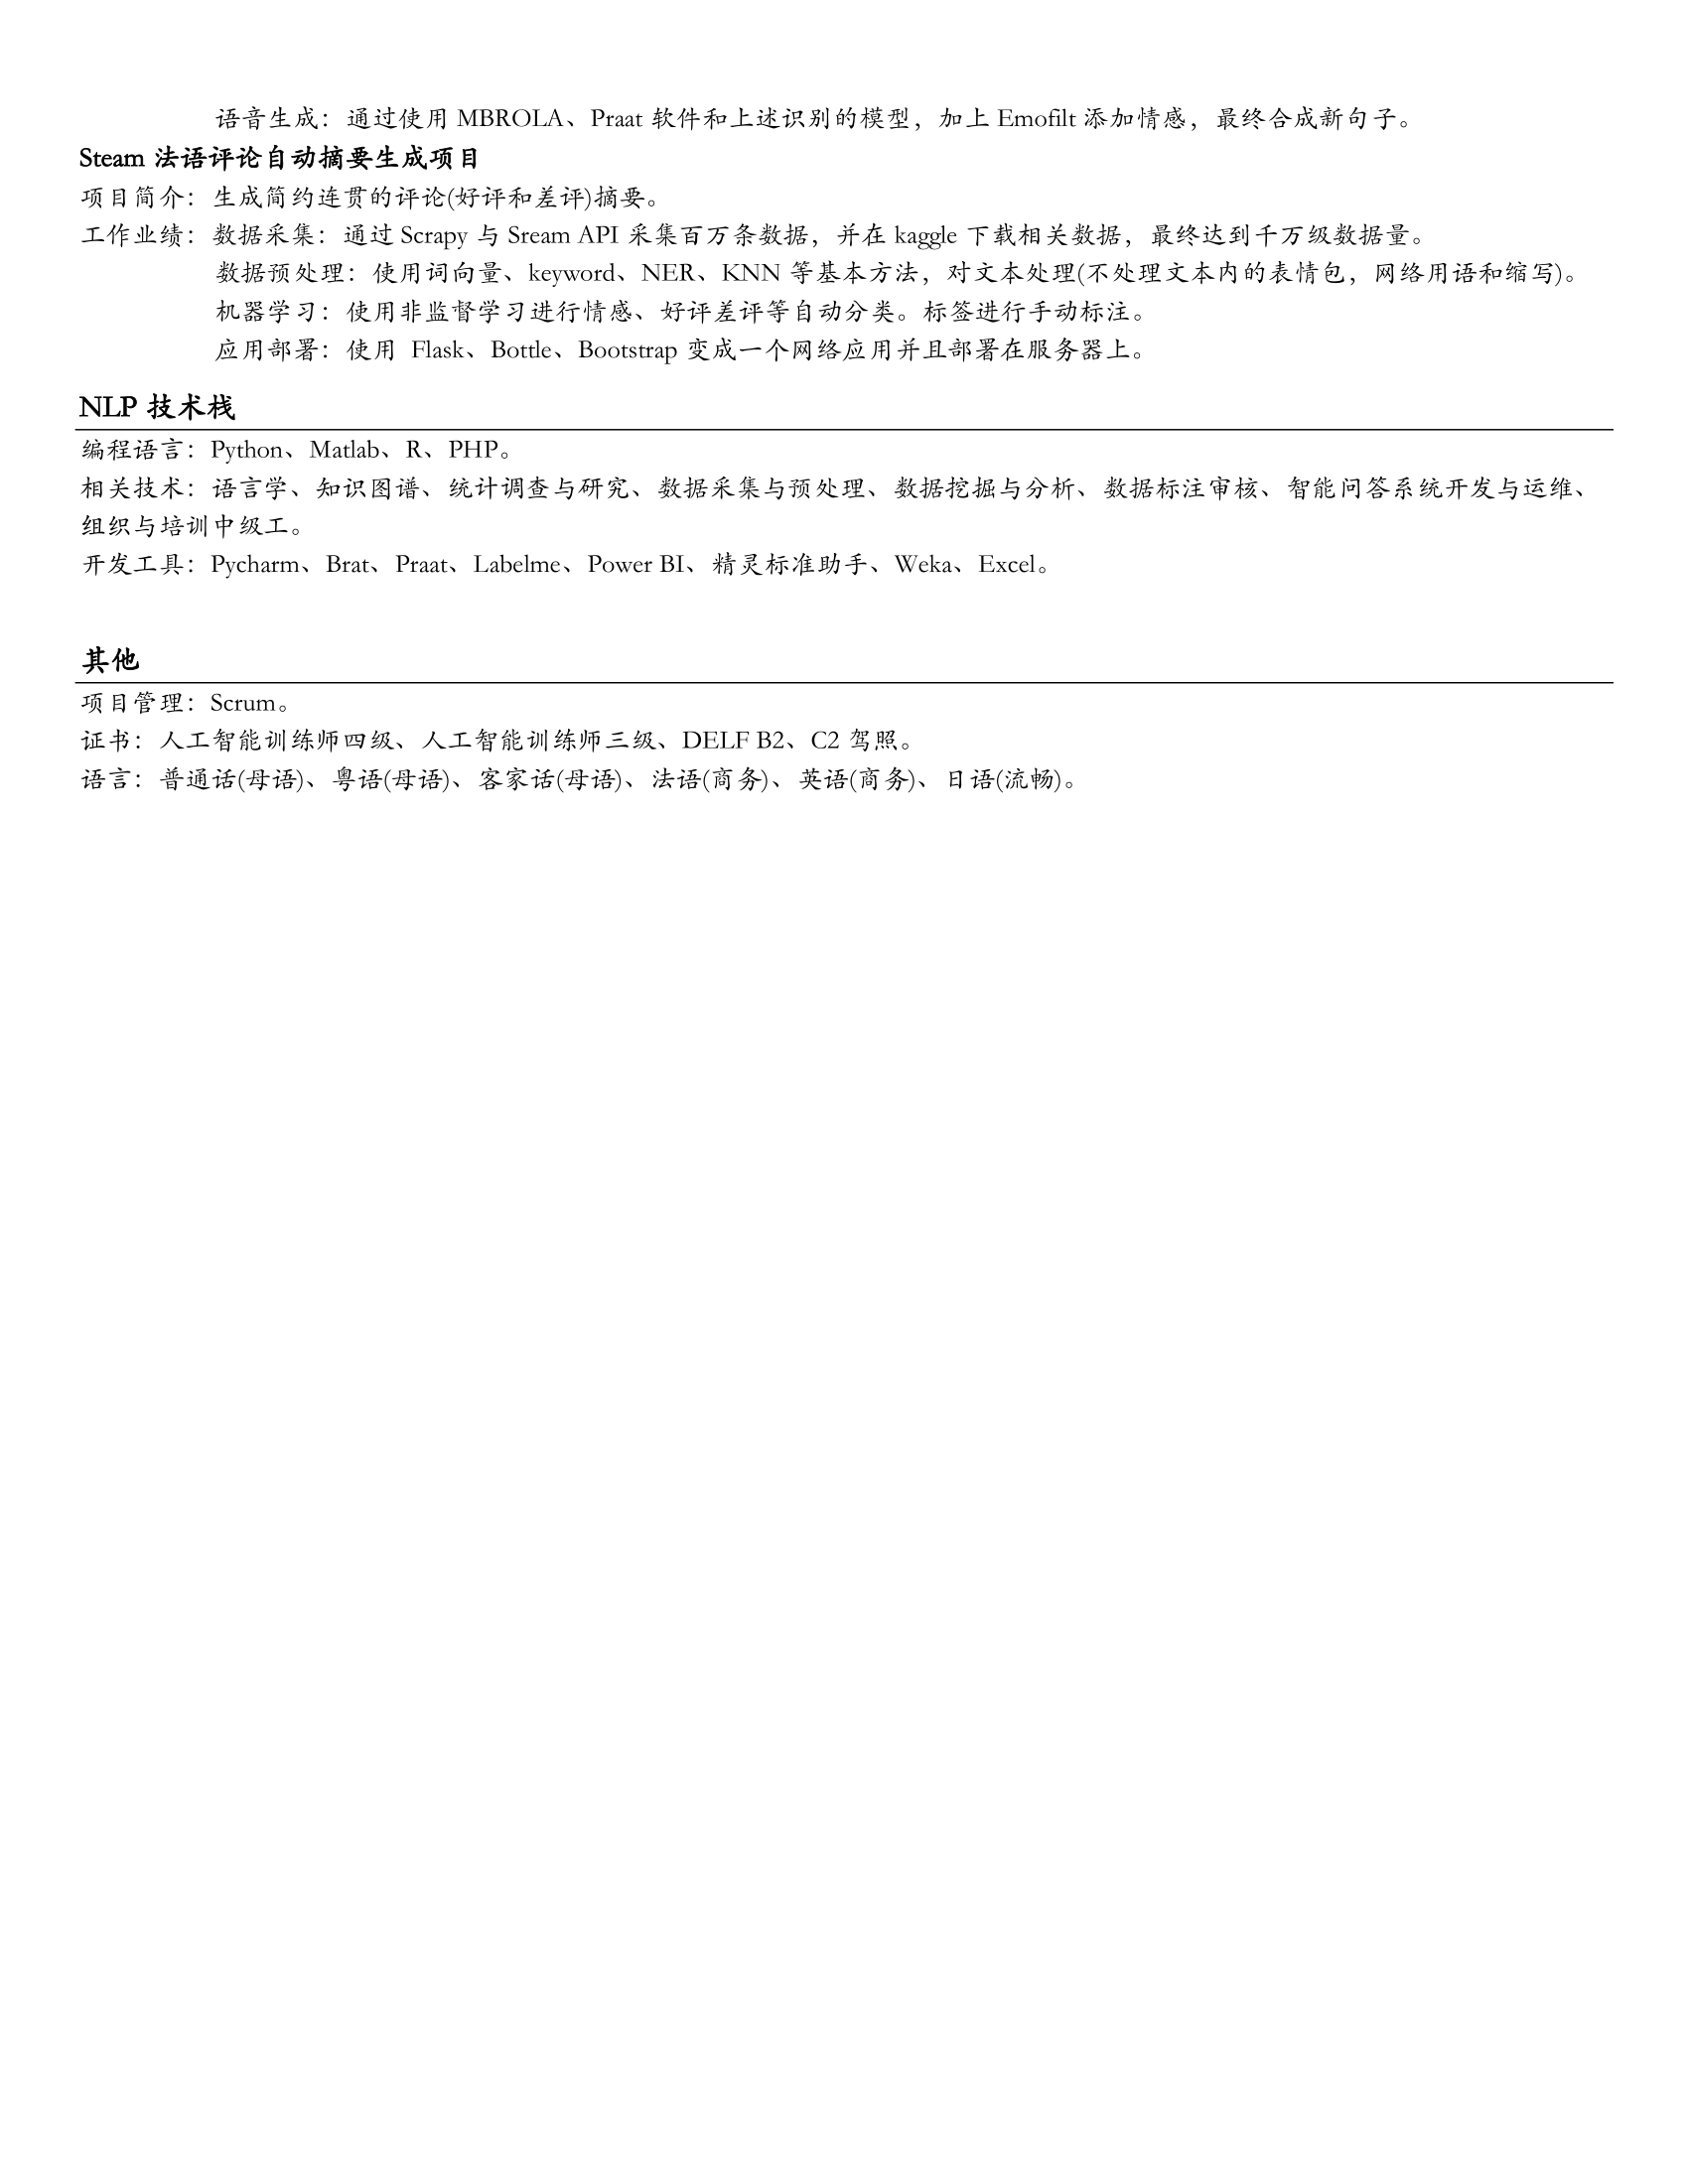 语音生成：通过使用 MBROLA、Praat 软件和上述识别的模型，加上 Emofilt 添加情感，最终合成新句子。
Steam 法语评论自动摘要生成项目
项目简介：生成简约连贯的评论(好评和差评)摘要。
工作业绩：数据采集：通过 Scrapy 与 Sream API 采集百万条数据，并在 kaggle 下载相关数据，最终达到千万级数据量。
数据预处理：使用词向量、keyword、NER、KNN 等基本方法，对文本处理(不处理文本内的表情包，网络用语和缩写)。
机器学习：使用非监督学习进行情感、好评差评等自动分类。标签进行手动标注。
应用部署：使用 Flask、Bottle、Bootstrap 变成一个网络应用并且部署在服务器上。
NLP 技术栈
编程语言：Python、Matlab、R、PHP。
相关技术：语言学、知识图谱、统计调查与研究、数据采集与预处理、数据挖掘与分析、数据标注审核、智能问答系统开发与运维、
组织与培训中级工。
开发工具：Pycharm、Brat、Praat、Labelme、Power BI、精灵标准助手、Weka、Excel。
其他
项目管理：Scrum。
证书：人工智能训练师四级、人工智能训练师三级、DELF B2、C2 驾照。
语言：普通话(母语)、粤语(母语)、客家话(母语)、法语(商务)、英语(商务)、日语(流畅)。